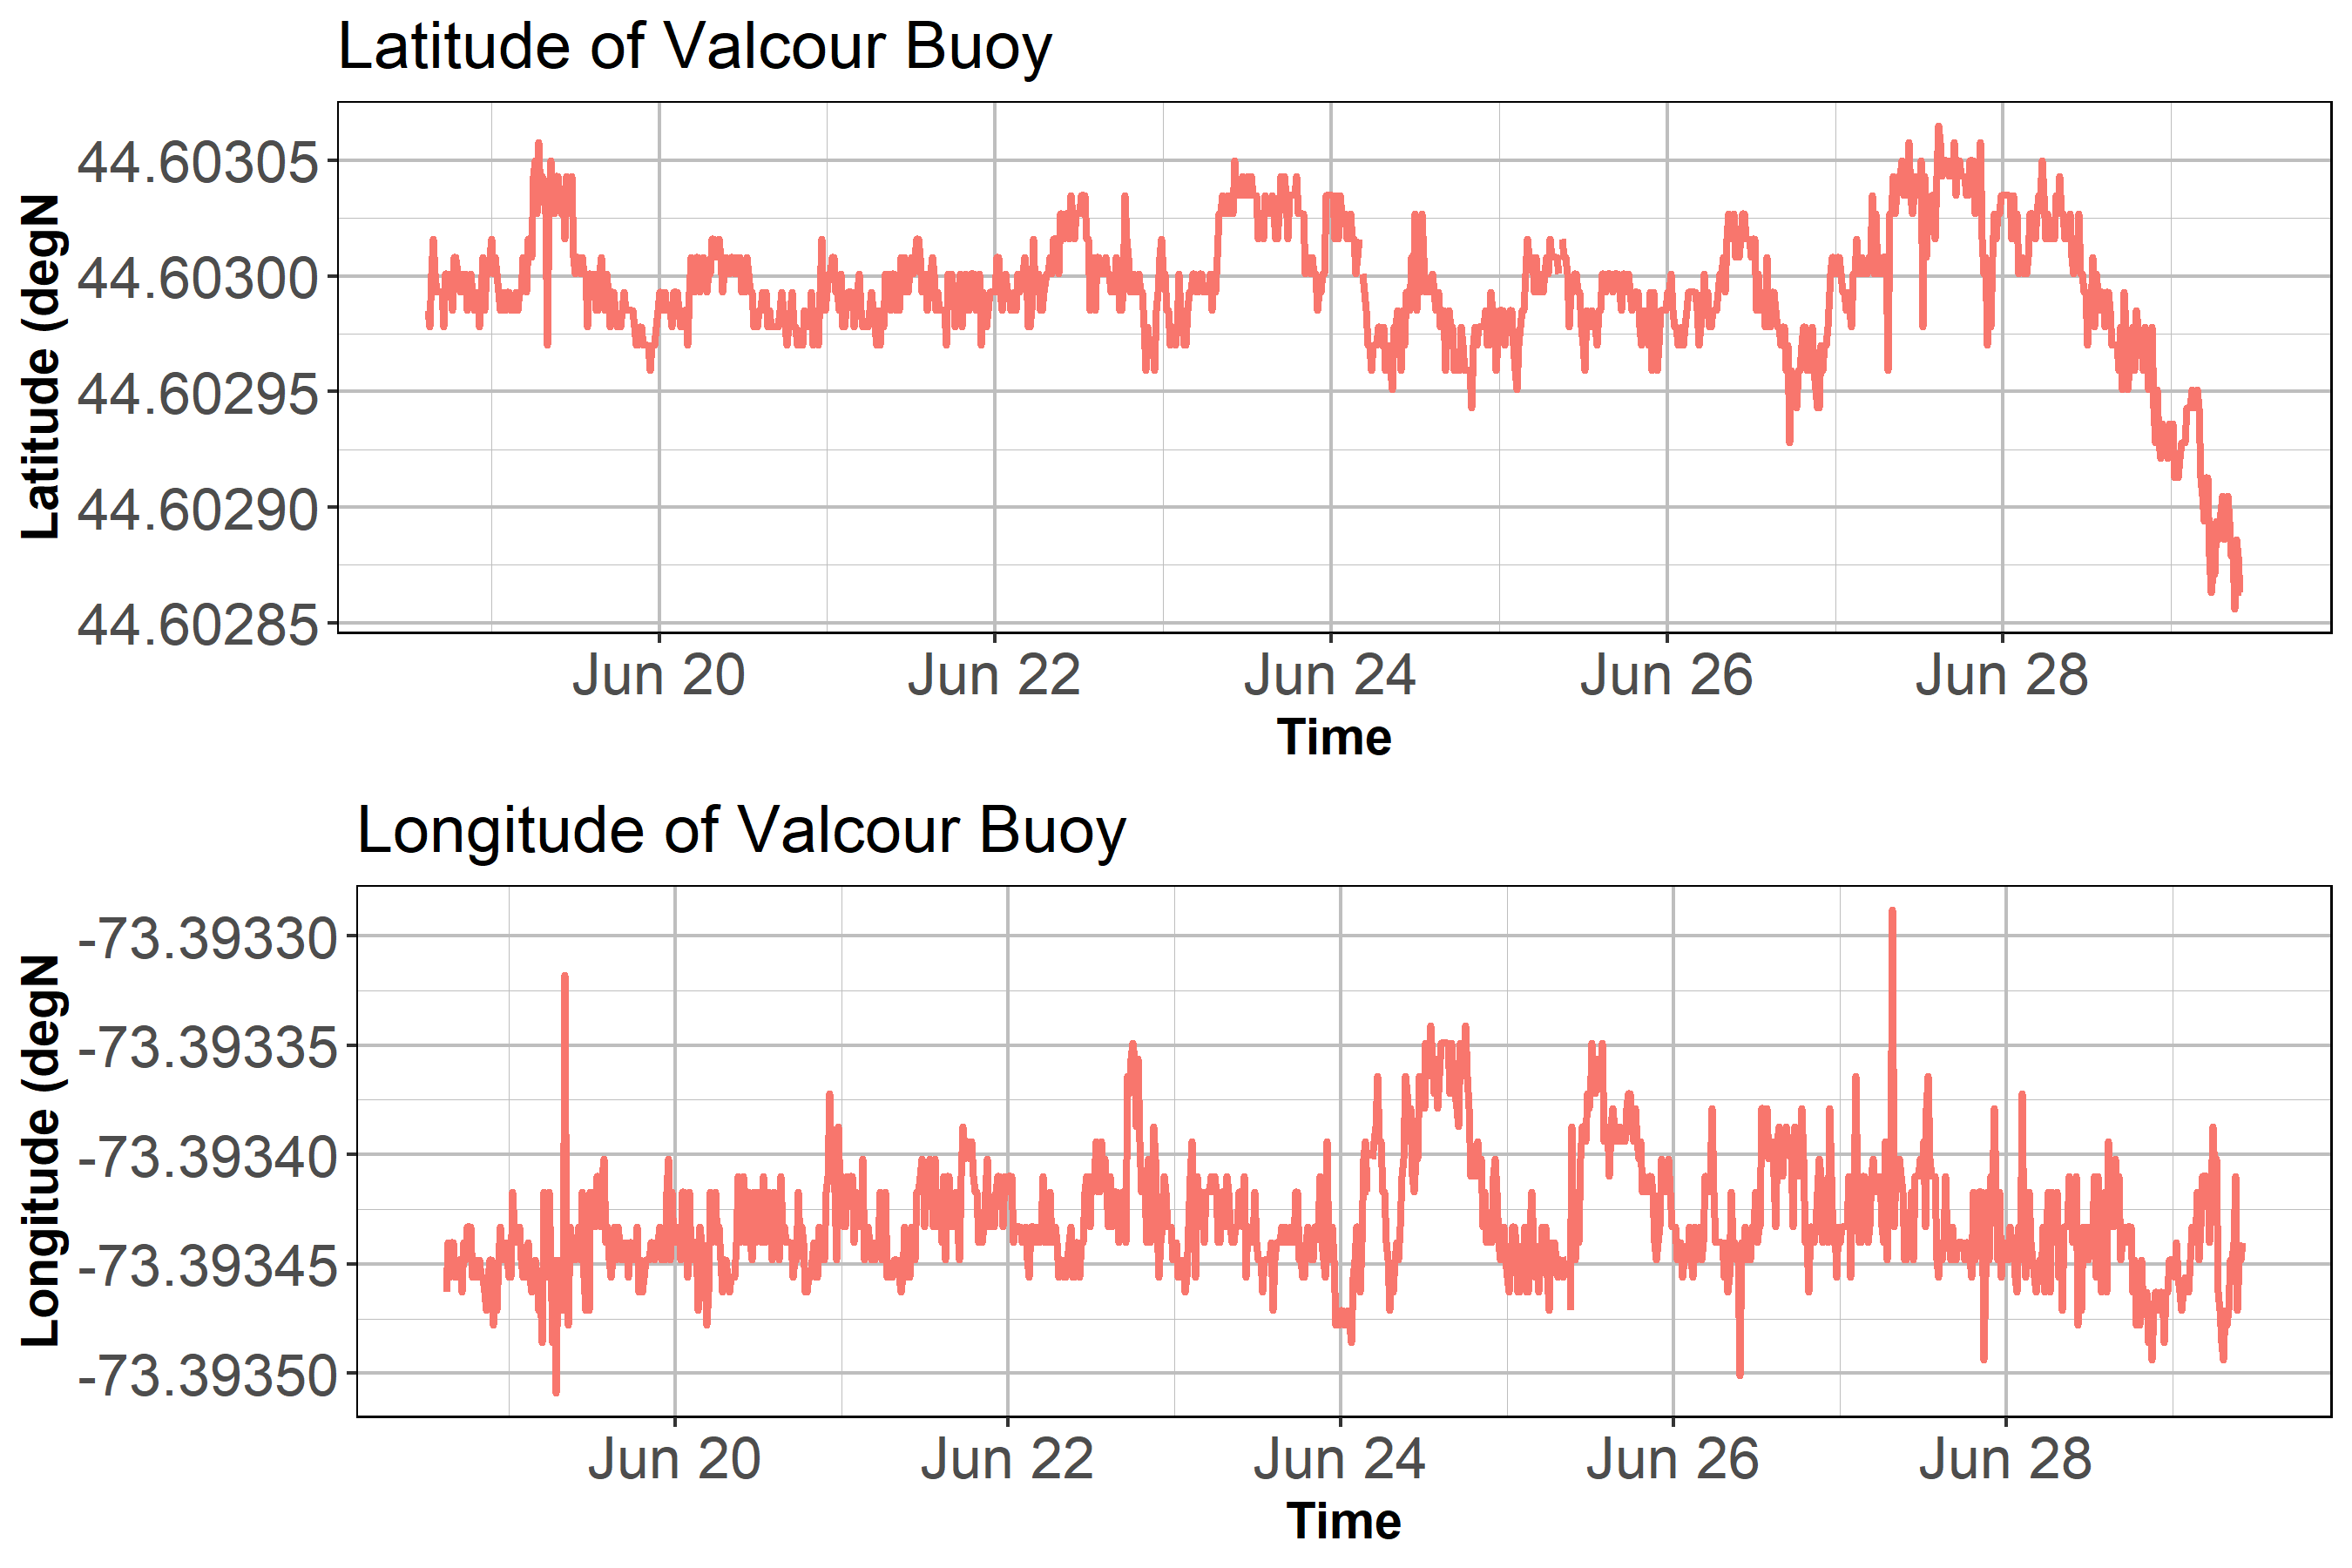 Latitude of Valcour Buoy
44.60305
44.60300
44.60295
44.60290
44.60285
Latitude (degN
Jun 20 Jun 22 Jun 24 Jun 26 Jun 28
Time
Longitude of Valcour Buoy
-73.39330
-73.39335
-73.39340
-73.39345
-73.39350
Longitude (degN
Jun 20 Jun 22 Jun 24 Jun 26 Jun 28
Time